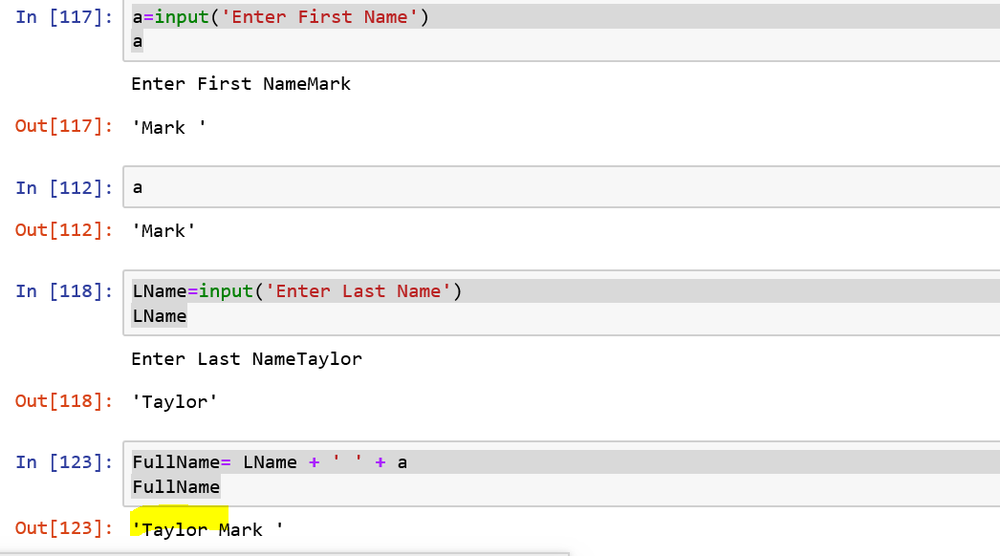 In [117]: a=input('Enter First Name')
a
Enter First NameMark
Out[117]: 'Mark '
In [112]: a
Out[112]: 'Mark'
In [118]: LName=input('Enter Last Name')
LName
Enter Last NameTaylor
Out[118]: 'Taylor'
In [123]: FullName= LName + ' ' + a
FullName
Out[123]: 'Taylor Mark '